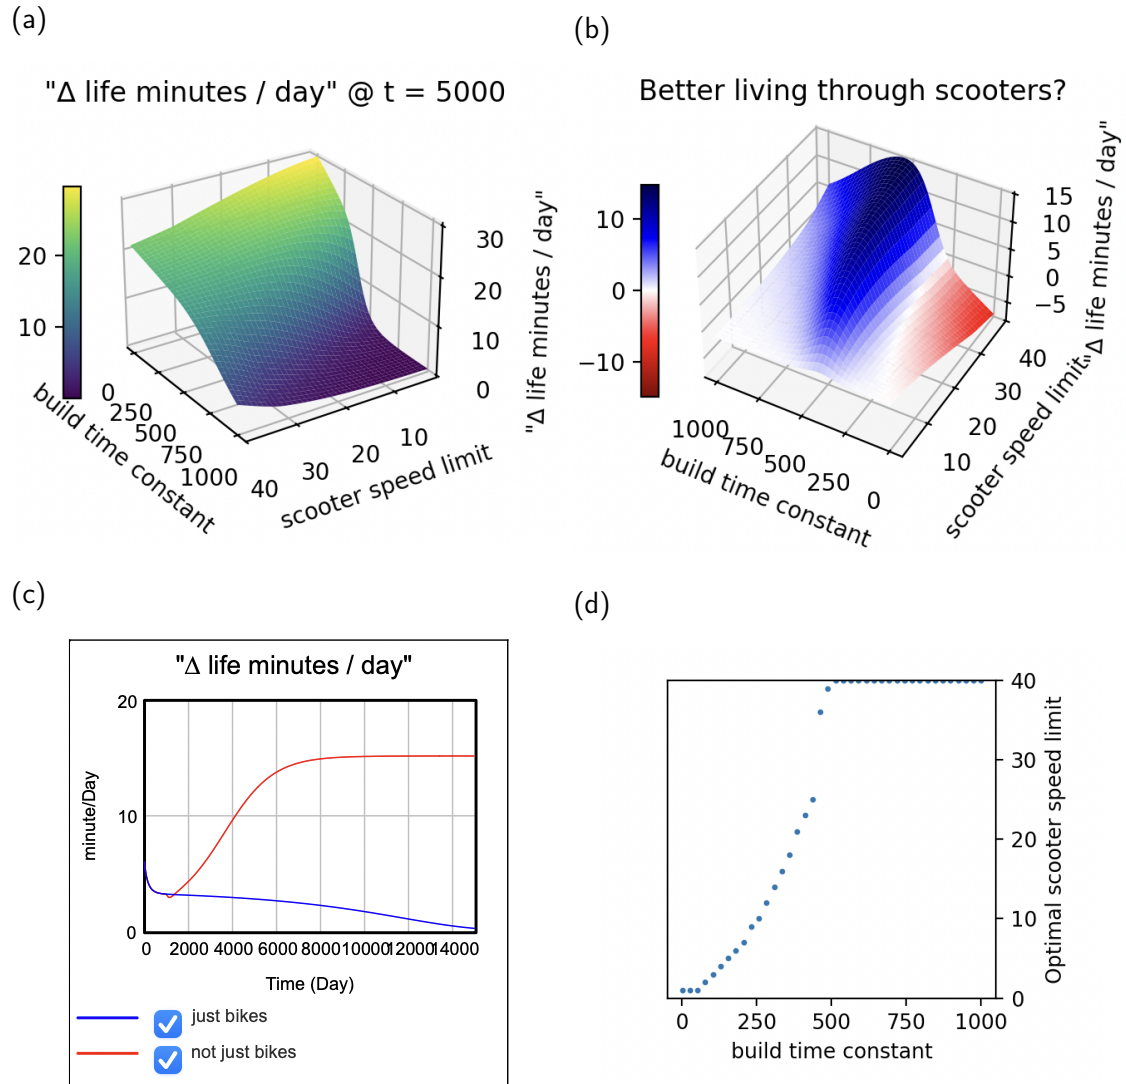 (a)
"Δ life minutes / day" @ t = 5000
20
10
30
20
10
0
"Δ life minutes / day"
0
250
500
750
1000
build time constant
40
30
20
10
scooter speed limit
(b)
Better living through scooters?
10
0
−10
15
10
5
0
−5
"Δ life minutes / day"
1000
750
500
250
0
build time constant
10
20
30
40
scooter speed limit
(c)
"Δ life minutes / day"
20
10
0
minute/Day
0 2000 4000 6000 8000 10000 12000 14000
Time (Day)
just bikes
not just bikes
(d)
40
30
20
10
0
Optimal scooter speed limit
0 250 500 750 1000
build time constant